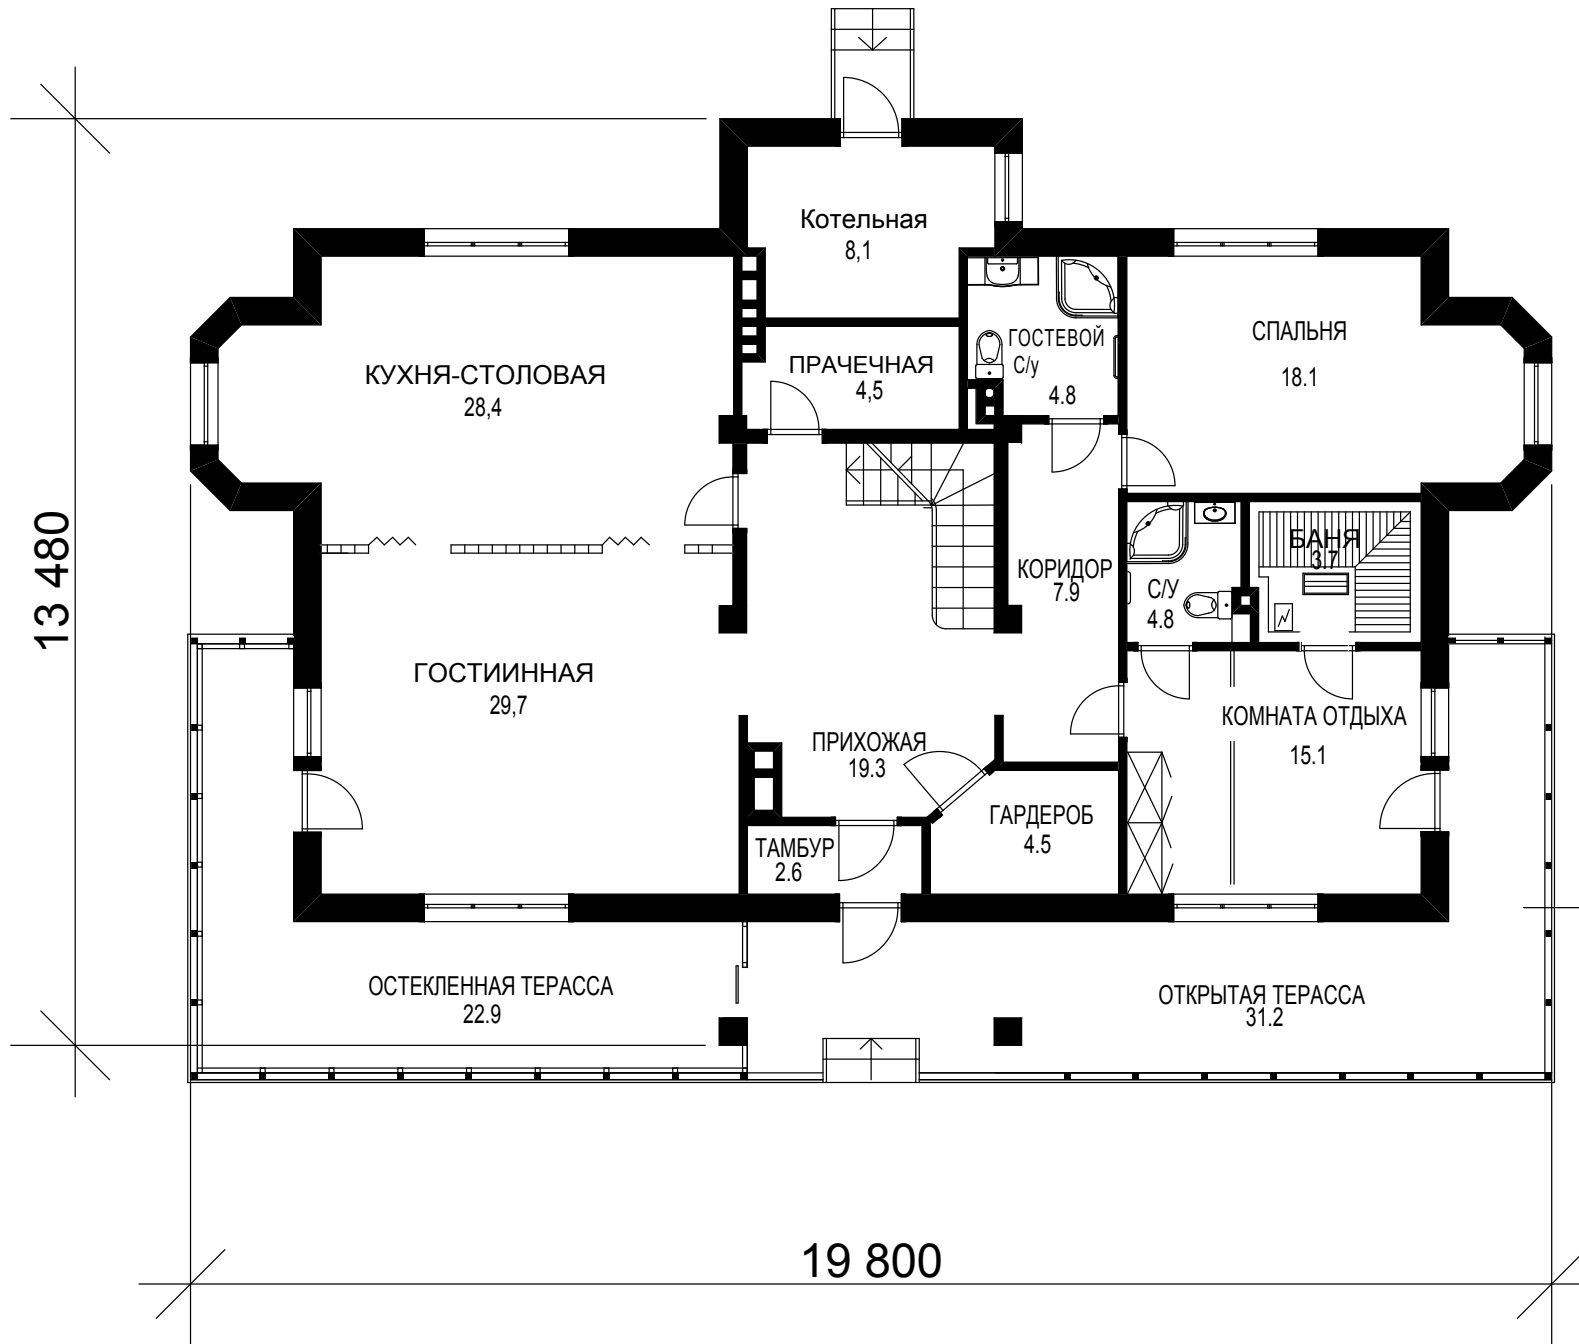 Котельная
8,1
КУХНЯ-СТОЛОВАЯ
28,4
ПРАЧЕЧНАЯ
4,5
ГОСТЕВОЙ
С/у
4.8
СПАЛЬНЯ
18.1
13 480
КОРИДОР
7.9
С/У
4.8
БАНЯ
3.7
ГОСТИИННАЯ
29,7
ПРИХОЖАЯ
19.3
КОМНАТА ОТДЫХА
15.1
ТАМБУР
2.6
ГАРДЕРОБ
4.5
ОСТЕКЛЕННАЯ ТЕРАССА
22.9
ОТКРЫТАЯ ТЕРАССА
31.2
19 800